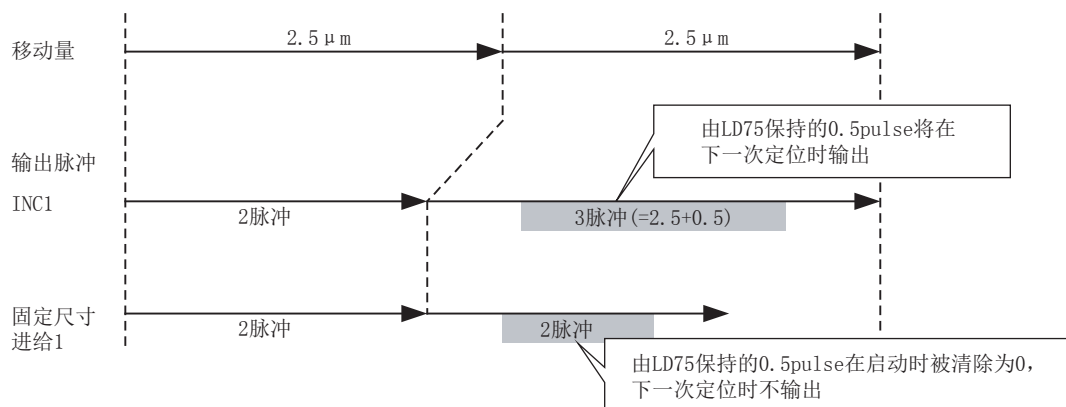 移动量
2.5μm
2.5μm
由LD75保持的0.5pulse将在
下一次定位时输出
输出脉冲
INC1
2脉冲
3脉冲(=2.5+0.5)
固定尺寸
进给1
2脉冲
2脉冲
由LD75保持的0.5pulse在启动时被清除为0,
下一次定位时不输出